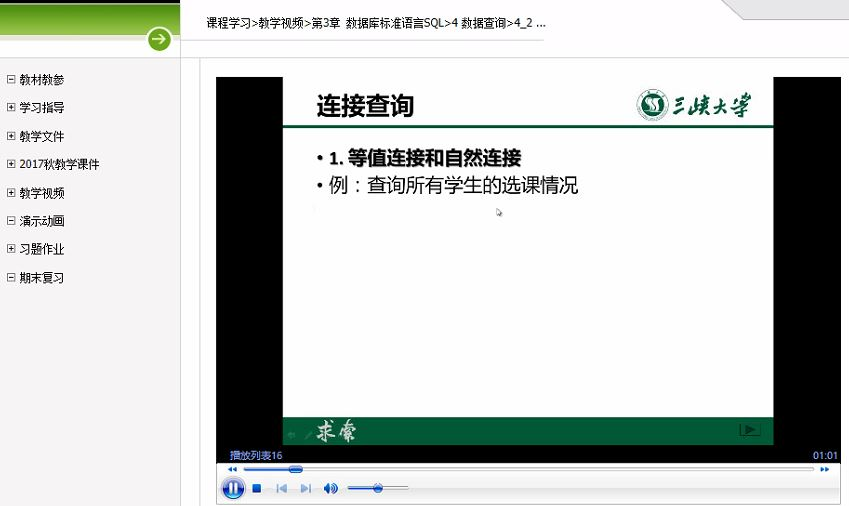 课程学习>教学视频>第3章 数据库标准语言SQL>4 数据查询>4_2 ...
教材教参
学习指导
教学文件
2017秋教学课件
教学视频
演示动画
习题作业
期末复习
连接查询
三峡大学
• 1. 等值连接和自然连接
• 例：查询所有学生的选课情况
求索
播放列表16
01:01